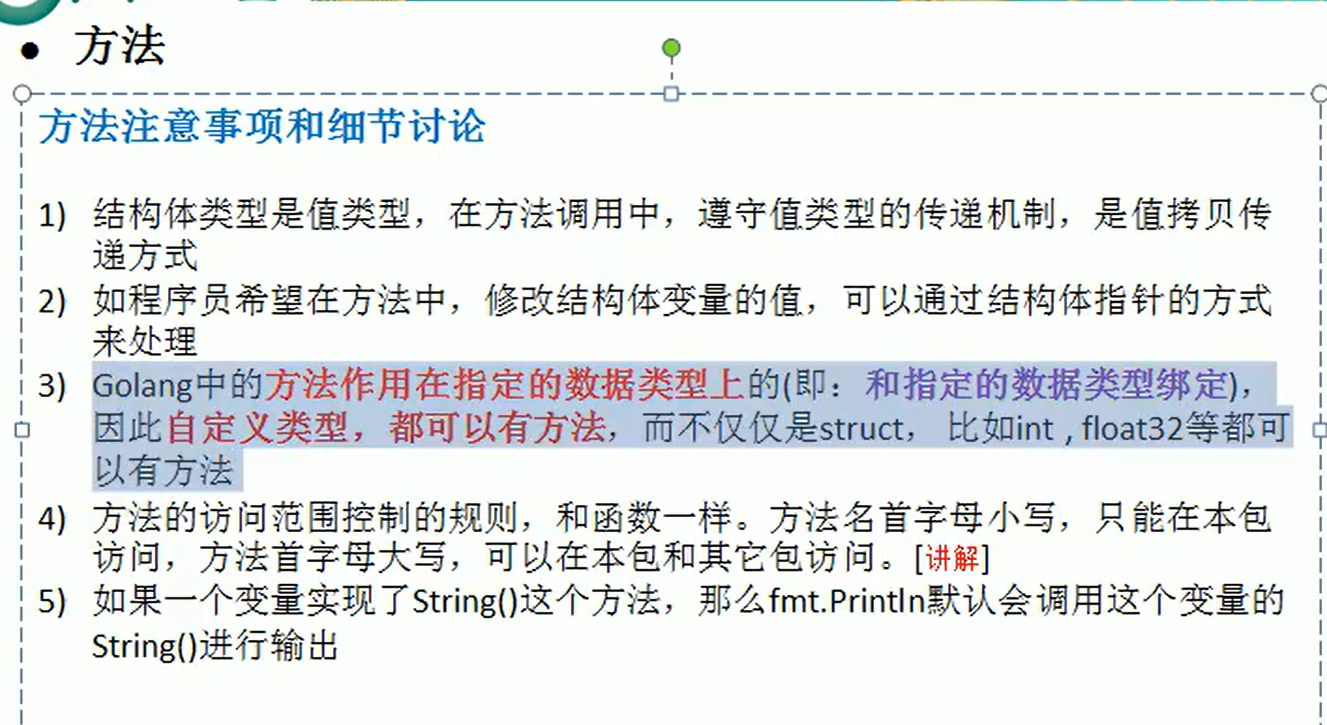 • 方法
方法注意事项和细节讨论
1) 结构体类型是值类型，在方法调用中，遵守值类型的传递机制，是值拷贝传
递方式
2) 如程序员希望在方法中，修改结构体变量的值，可以通过结构体指针的方式
来处理
3) Golang中的方法作用在指定的数据类型上的(即：和指定的数据类型绑定)，
因此自定义类型，都可以有方法，而不仅仅是struct， 比如int , float32等都可
以有方法
4) 方法的访问范围控制的规则，和函数一样。方法名首字母小写，只能在本包
访问，方法首字母大写，可以在本包和其它包访问。[讲解]
5) 如果一个变量实现了String()这个方法，那么fmt.Println默认会调用这个变量的
String()进行输出